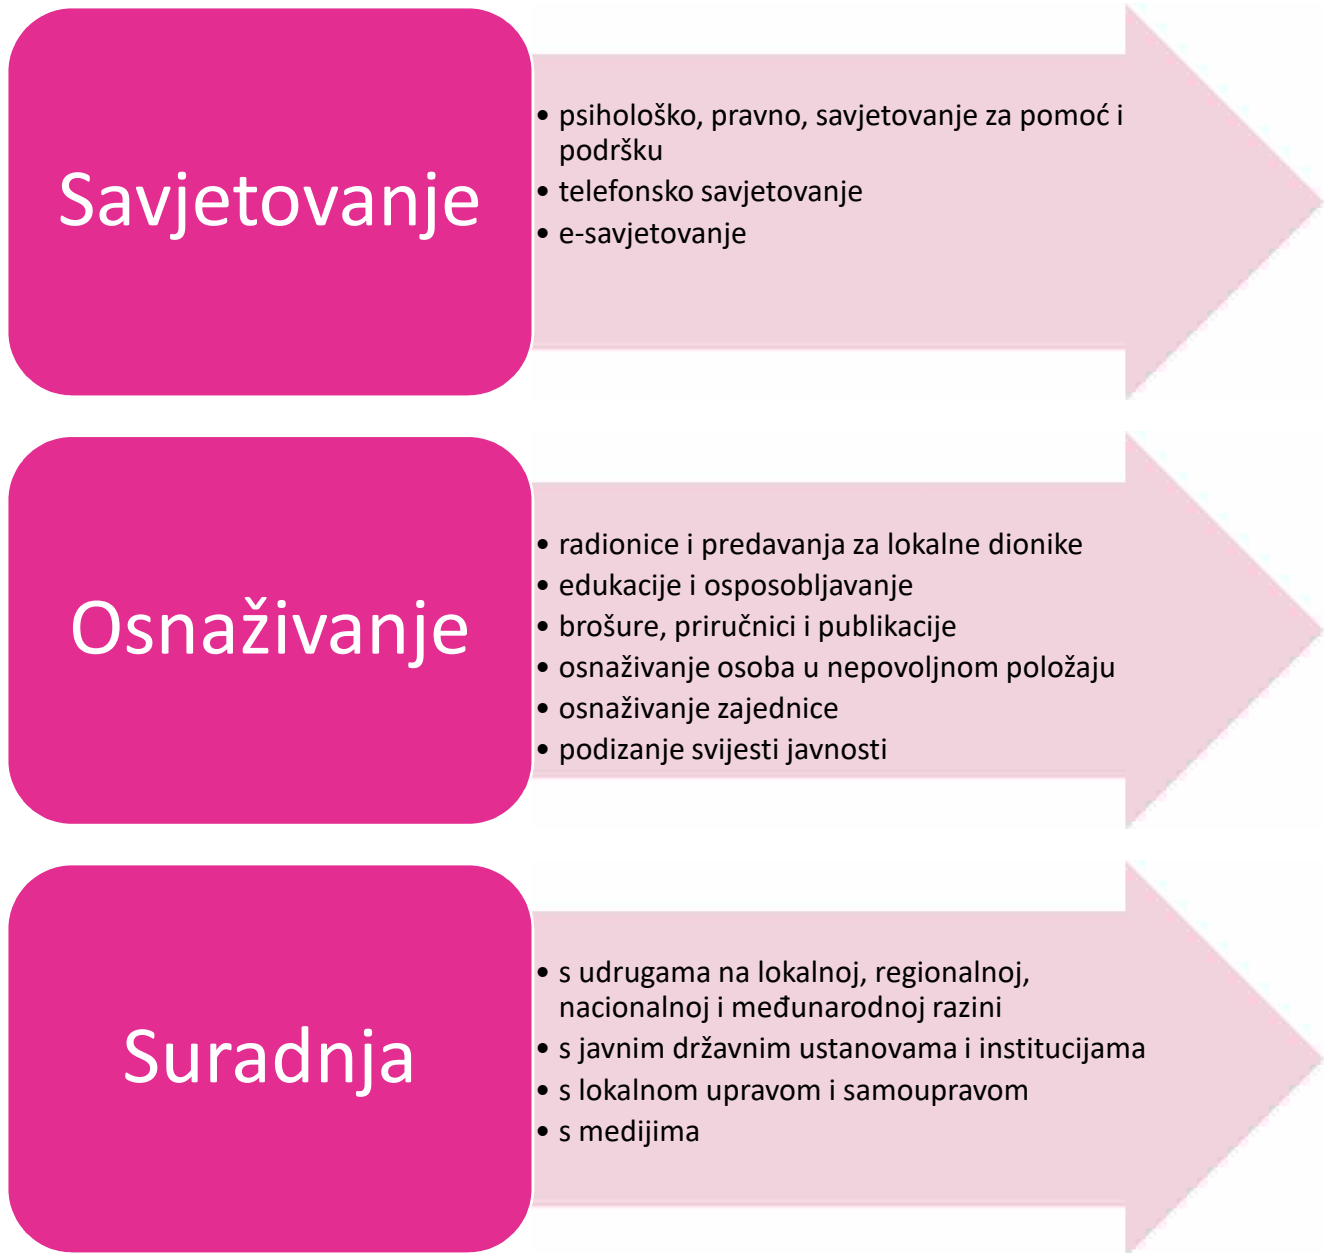 Savjetovanje
• psihološko, pravno, savjetovanje za pomoć i
podršku
• telefonsko savjetovanje
• e-savjetovanje
Osnaživanje
• radionice i predavanja za lokalne dionike
• edukacije i osposobljavanje
• brošure, priručnici i publikacije
• osnaživanje osoba u nepovoljnom položaju
• osnaživanje zajednice
• podizanje svijesti javnosti
Suradnja
• s udrugama na lokalnoj, regionalnoj,
nacionalnoj i međunarodnoj razini
• s javnim državnim ustanovama i institucijama
• s lokalnom upravom i samoupravom
• s medijima